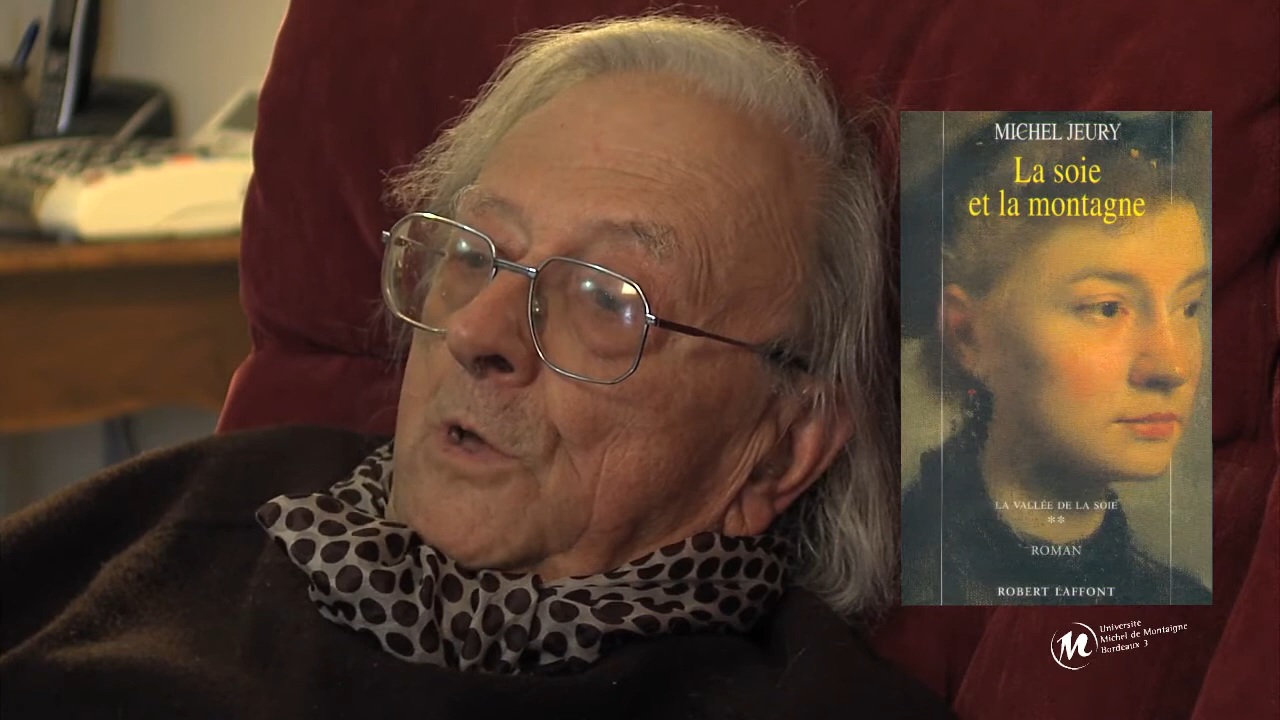 MICHEL JEURY
La soie
et la montagne
LA VALLÉE DE LA SOIE
**
ROMAN
ROBERT LAFFONT
Université
Michel de Montaigne
Bordeaux 3